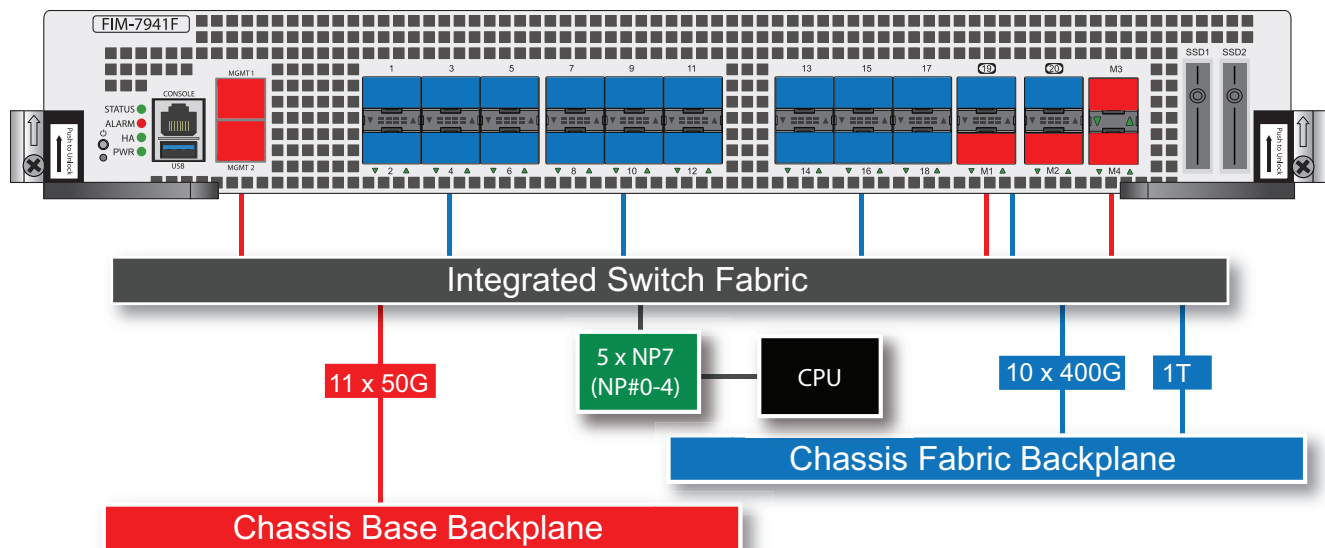 FIM-7941F
SSD1 SSD2
1 3 5 7 9 11 13 15 17 19 20 M3
MGMT 1
CONSOLE
STATUS
ALARM
HA
PWR
USB
MGMT 2
2 4 6 8 10 12 14 16 18 M1 M2 M4
Push to Unlock
Push to Unlock
Integrated Switch Fabric
11 x 50G
5 x NP7
(NP#0-4)
CPU
10 x 400G
1T
Chassis Fabric Backplane
Chassis Base Backplane